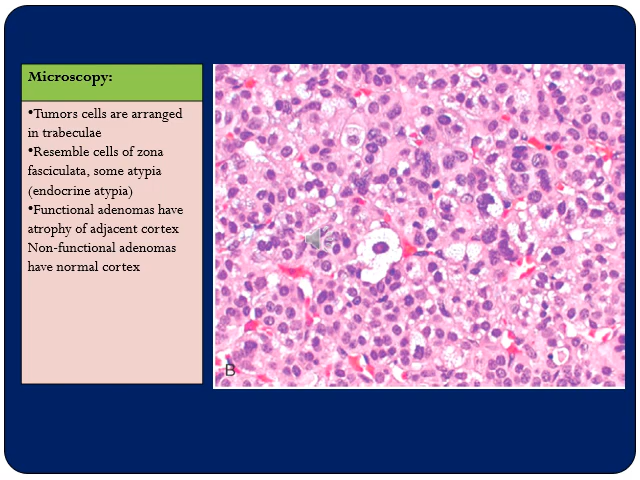 Microscopy:
•Tumors cells are arranged
in trabeculae
•Resemble cells of zona
fasciculata, some atypia
(endocrine atypia)
•Functional adenomas have
atrophy of adjacent cortex
Non-functional adenomas
have normal cortex
B